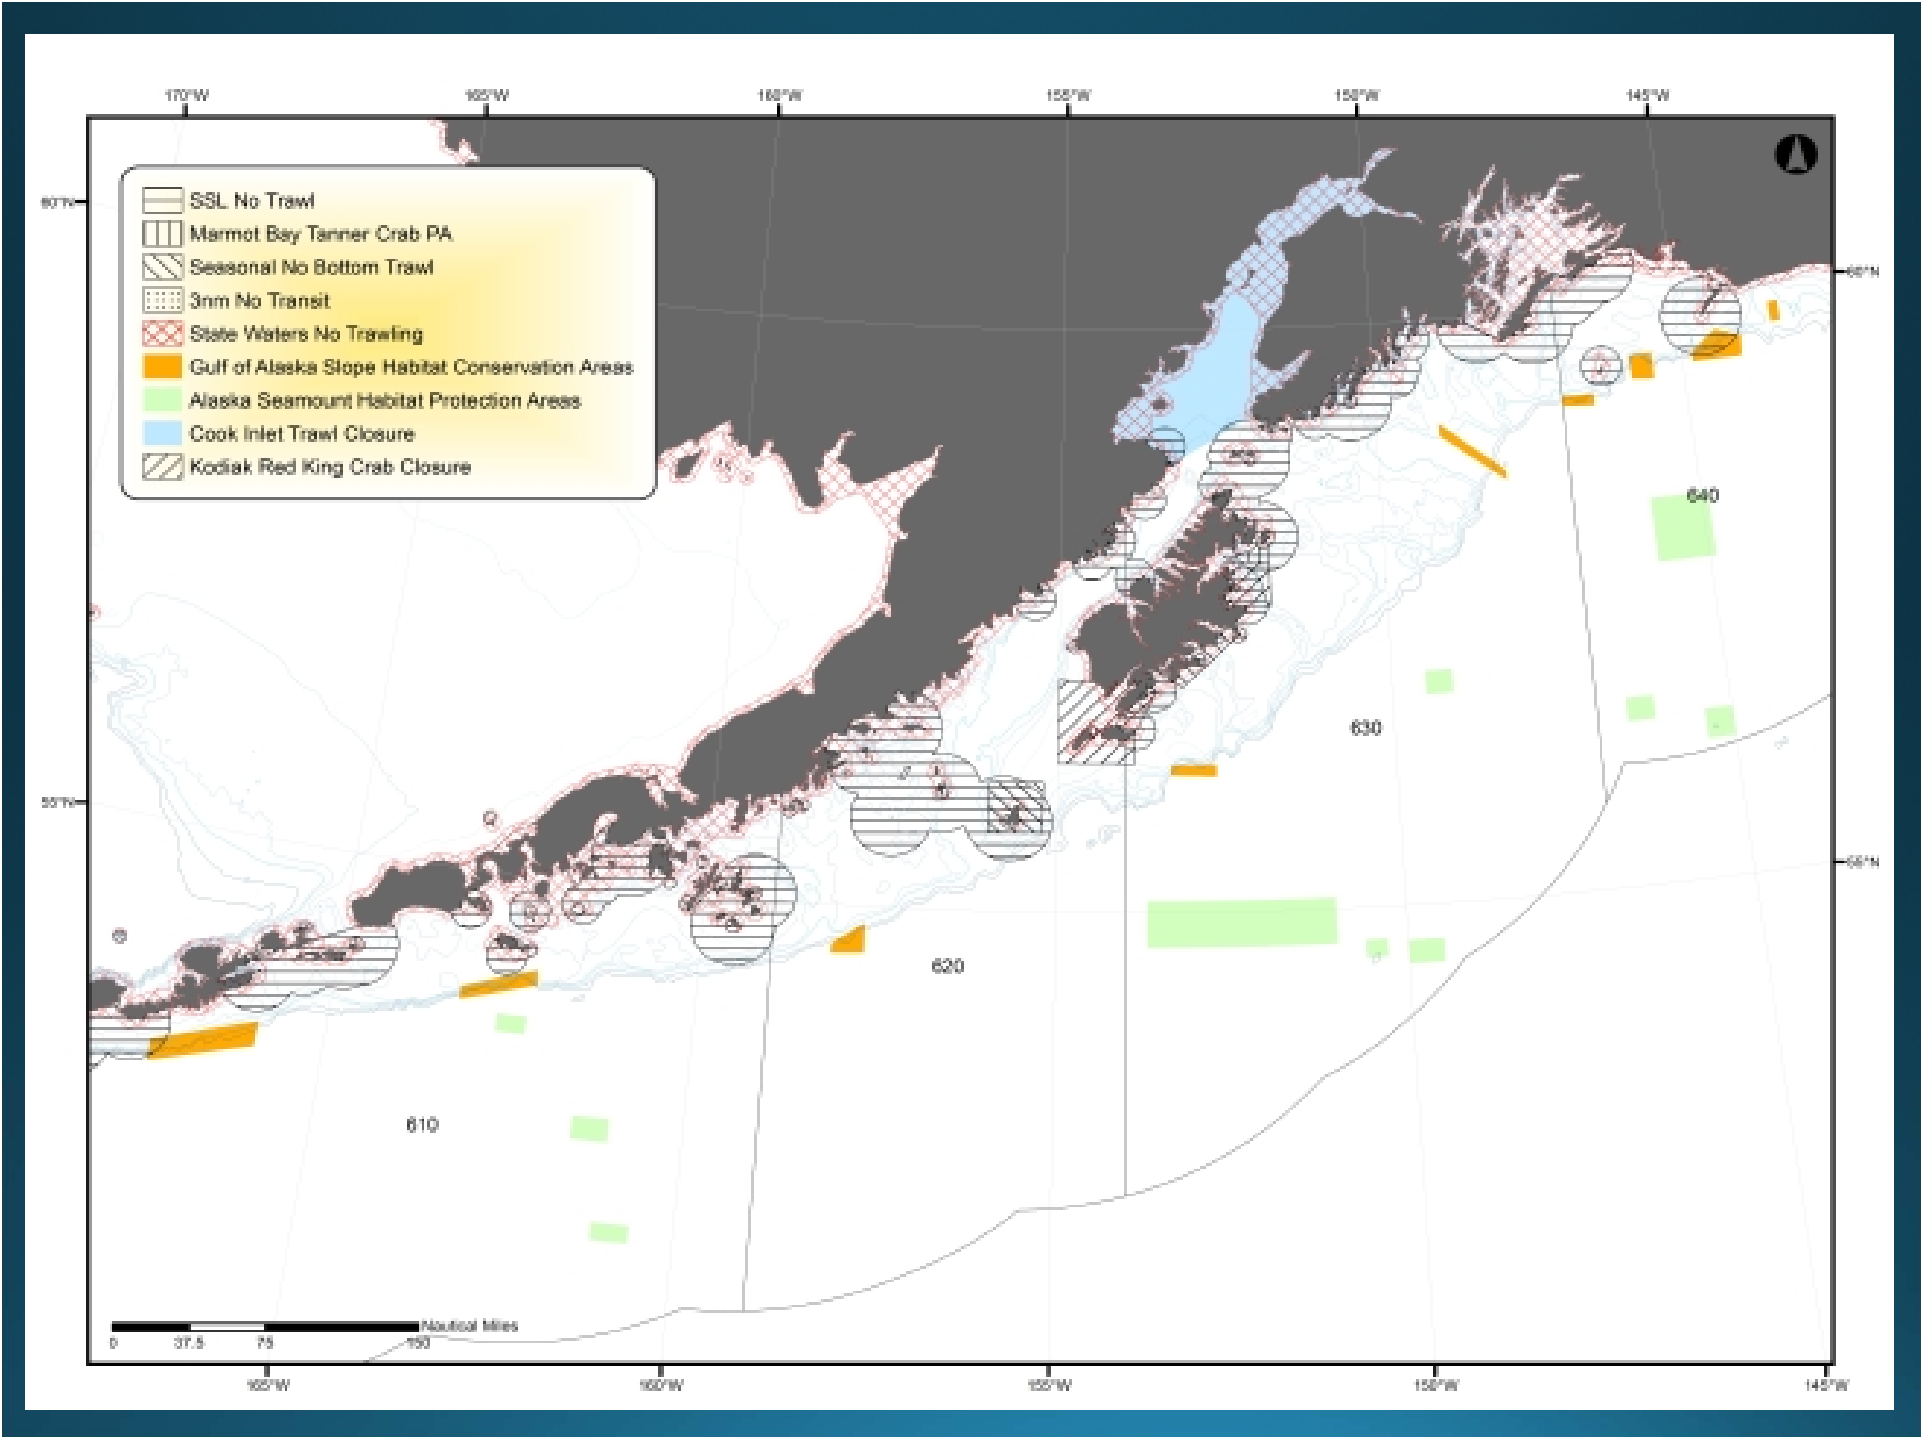 170°W 165°W 160°W 155°W 150°W 145°W
60°N
60°N
SSL No Trawl
Marmot Bay Tanner Crab PA
Seasonal No Bottom Trawl
3nm No Transit
State Waters No Trawling
Gulf of Alaska Slope Habitat Conservation Areas
Alaska Seamount Habitat Protection Areas
Cook Inlet Trawl Closure
Kodiak Red King Crab Closure
640
630
55°N
55°N
620
610
Nautical Miles
0 37.5 75 150
165°W 160°W 155°W 150°W 145°W